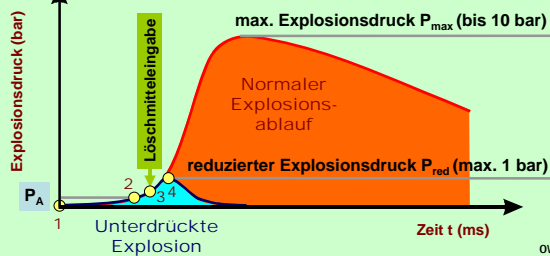 max. Explosionsdruck Pmax (bis 10 bar)
Explosionsdruck (bar)
Löschmitteleingabe
Normaler
Explosions-
ablauf
reduzierter Explosionsdruck Pred (max. 1 bar)
PA
1
2
3
4
Unterdrückte
Explosion
Zeit t (ms)